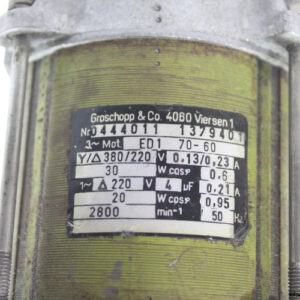 Groschopp & Co. 4060 Viersen 1
Nr 0444011 1379401
3~ Mot. ED1 70-60
Y/Δ 380/220 V 0.13/0,23 A
30 W cosφ 0.6
1~ Δ 220 V 4 µF 0.21 A
20 W cosφ 0,95
2800 min⁻¹ 50 Hz